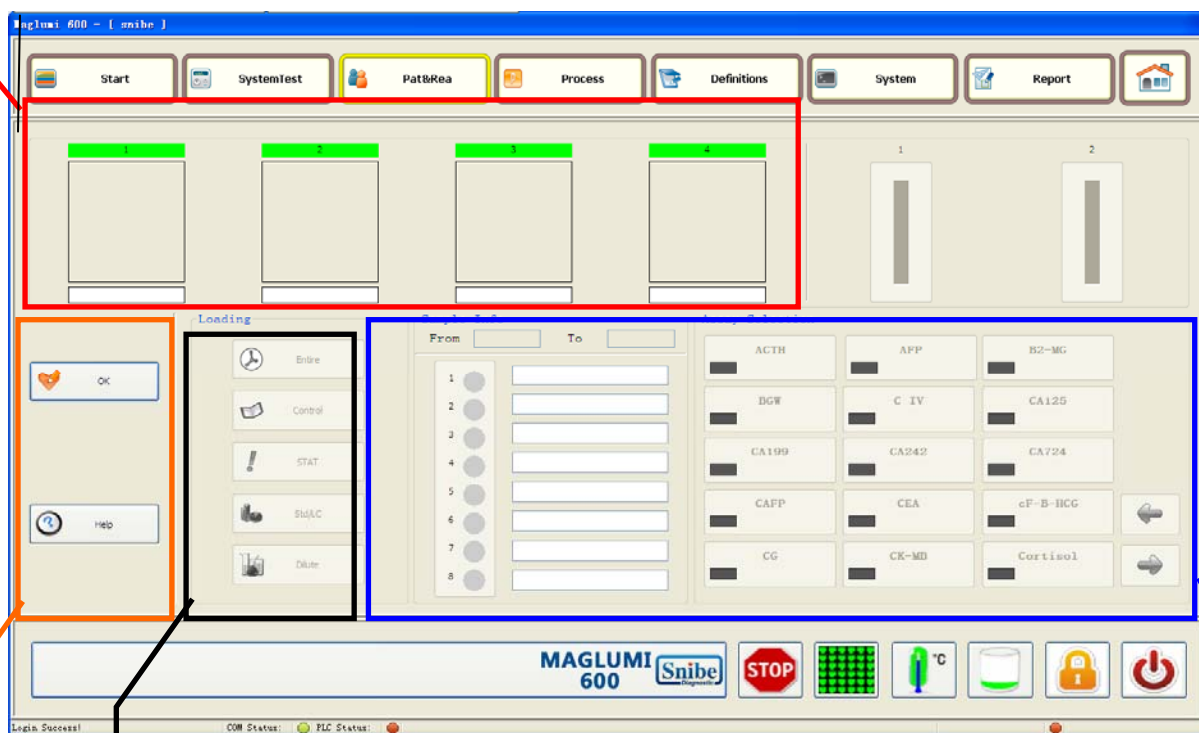 Maglumi 600 - [ snibe ]
Start SystemTest Pat&Rea Process Definitions System Report
1 2 3 4 1 2
Loading
From To
Entire
Control
STAT
Std/LC
Dilute
1
2
3
4
5
6
7
8
ACTH AFP B2-MG
BGW C IV CA125
CA199 CA242 CA724
CAFP CEA cF-B-HCG
CG CK-MB Cortisol
OK
Help
MAGLUMI
600
Snibe
Diagnostic
STOP
°C
Login Success! COM Status: PLC Status: